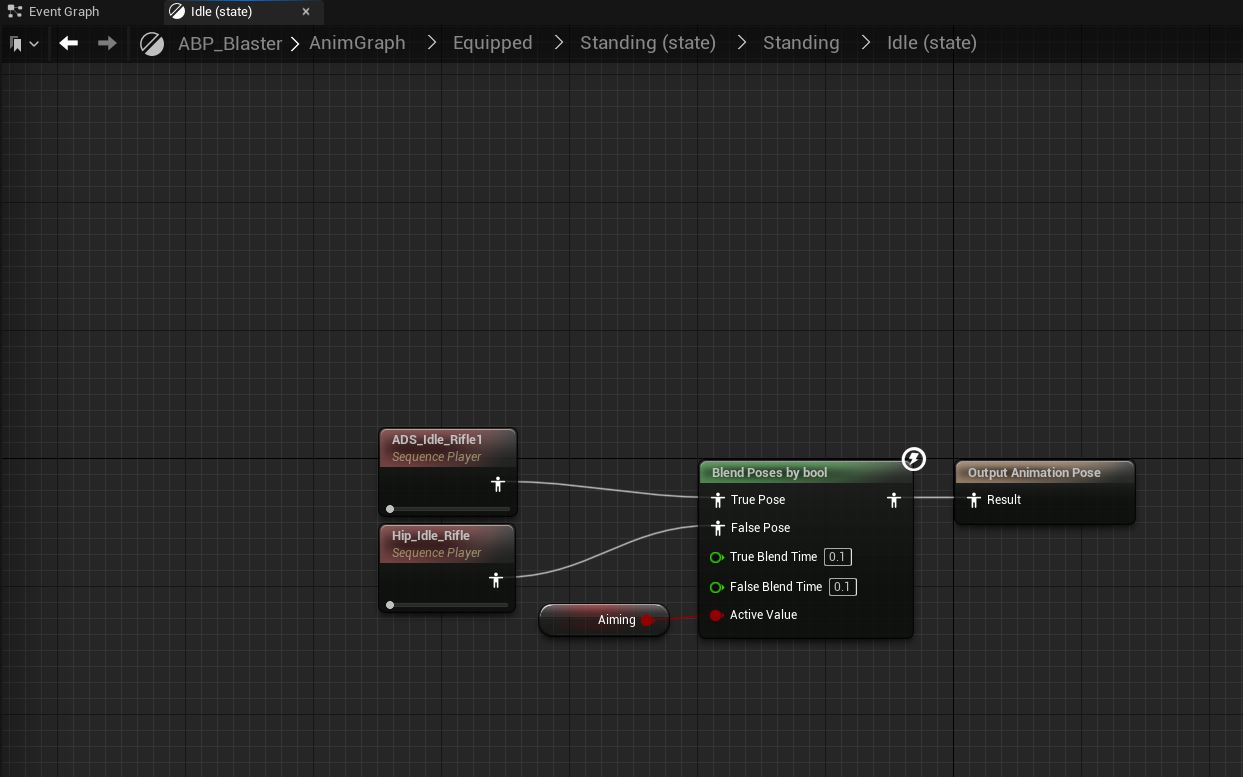 Event Graph
Idle (state)
ABP_Blaster > AnimGraph > Equipped > Standing (state) > Standing > Idle (state)
ADS_Idle_Rifle1
Sequence Player
Hip_Idle_Rifle
Sequence Player
Aiming
Blend Poses by bool
True Pose
False Pose
True Blend Time 0.1
False Blend Time 0.1
Active Value
Output Animation Pose
Result